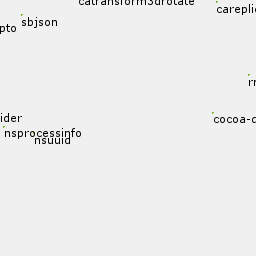 catransform3drotate
careplic
sbjson
pto
ider
cocoa-d
nsprocessinfo
nsuuid